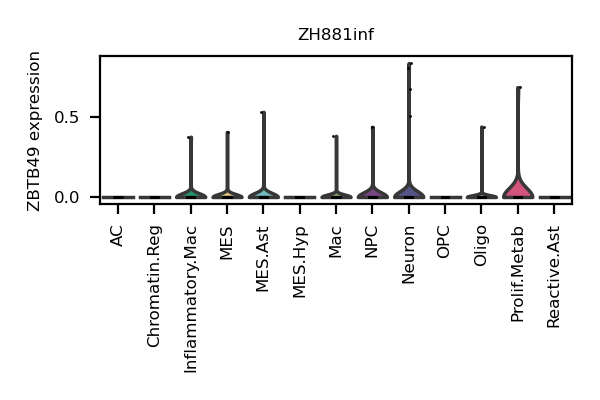 ZH881inf
ZBTB49 expression
0.5
0.0
AC
Chromatin.Reg
Inflammatory.Mac
MES
MES.Ast
MES.Hyp
Mac
NPC
Neuron
OPC
Oligo
Prolif.Metab
Reactive.Ast